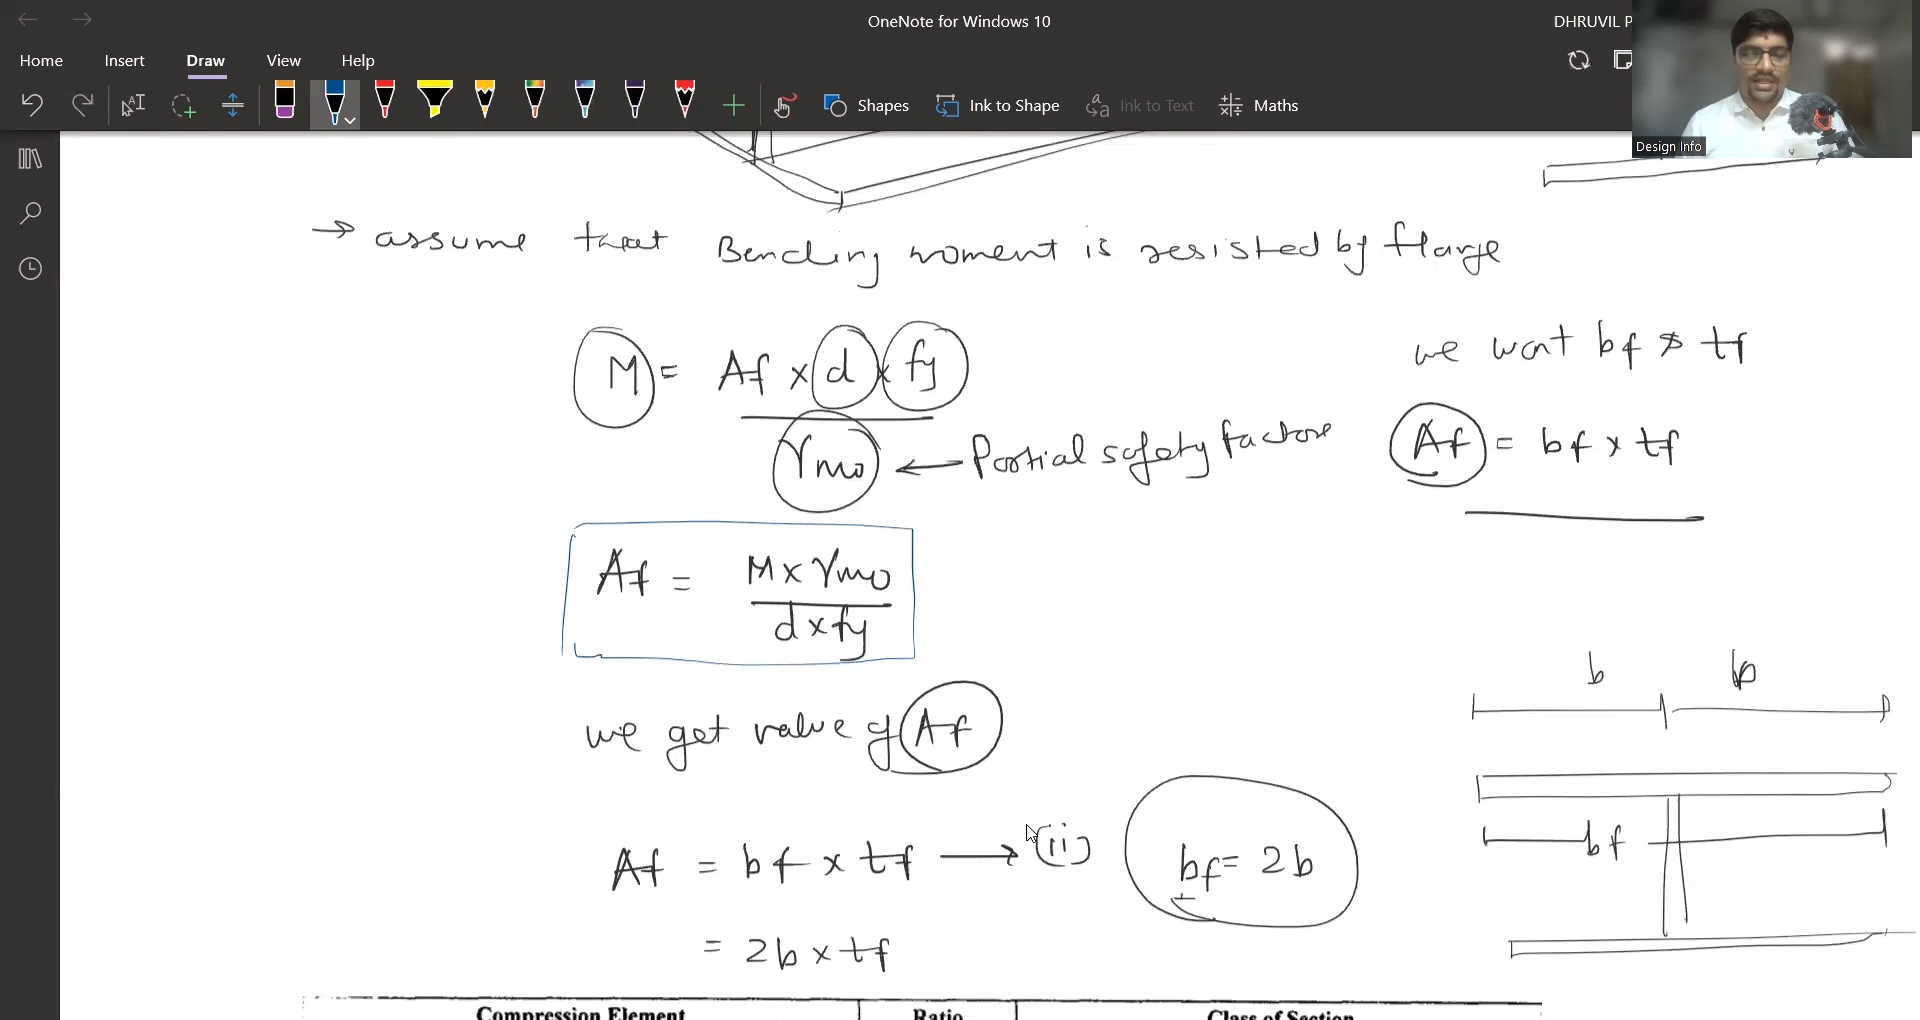 OneNote for Windows 10
DHRUVIL P
Home Insert Draw View Help
Shapes Ink to Shape Ink to Text Maths
Design Info
→ assume that Bending moment is resisted by flange
M = Af x d x fy
γmo ← Partial safety factore
we want bf & tf
Af = bf x tf
Af = M x γmo
d x fy
b b
we get value of Af
bf
Af = bf x tf → (ii) bf = 2b
= 2b x tf
Compression Element Ratio Class of Section